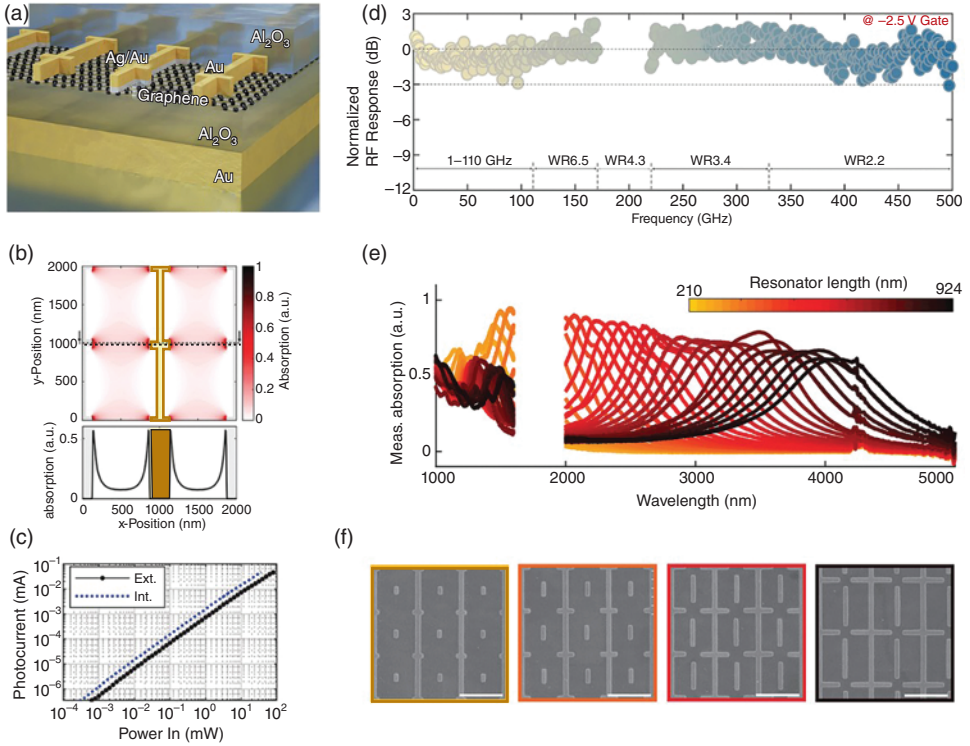 (a)
Al2O3
Ag/Au
Au
Graphene
Al2O3
Au
(d)
Normalized
RF Response (dB)
3
0
−3
−6
−9
−12
@ −2.5 V Gate
1–110 GHz WR6.5 WR4.3 WR3.4 WR2.2
0 50 100 150 200 250 300 350 400 450 500
Frequency (GHz)
(b)
y-Position (nm)
2000
1500
1000
500
0
1
0.8
0.6
0.4
0.2
0
Absorption (a.u.)
absorption (a.u.)
0.5
0
0 500 1000 1500 2000
x-Position (nm)
(e)
Resonator length (nm)
210 924
Meas. absorption (a.u.)
1
0.5
0
1000 2000 3000 4000 5000
Wavelength (nm)
(c)
Photocurrent (mA)
10−1
10−2
10−3
10−4
10−5
10−6
Ext.
Int.
10−4 10−3 10−2 10−1 100 101 102
Power In (mW)
(f)